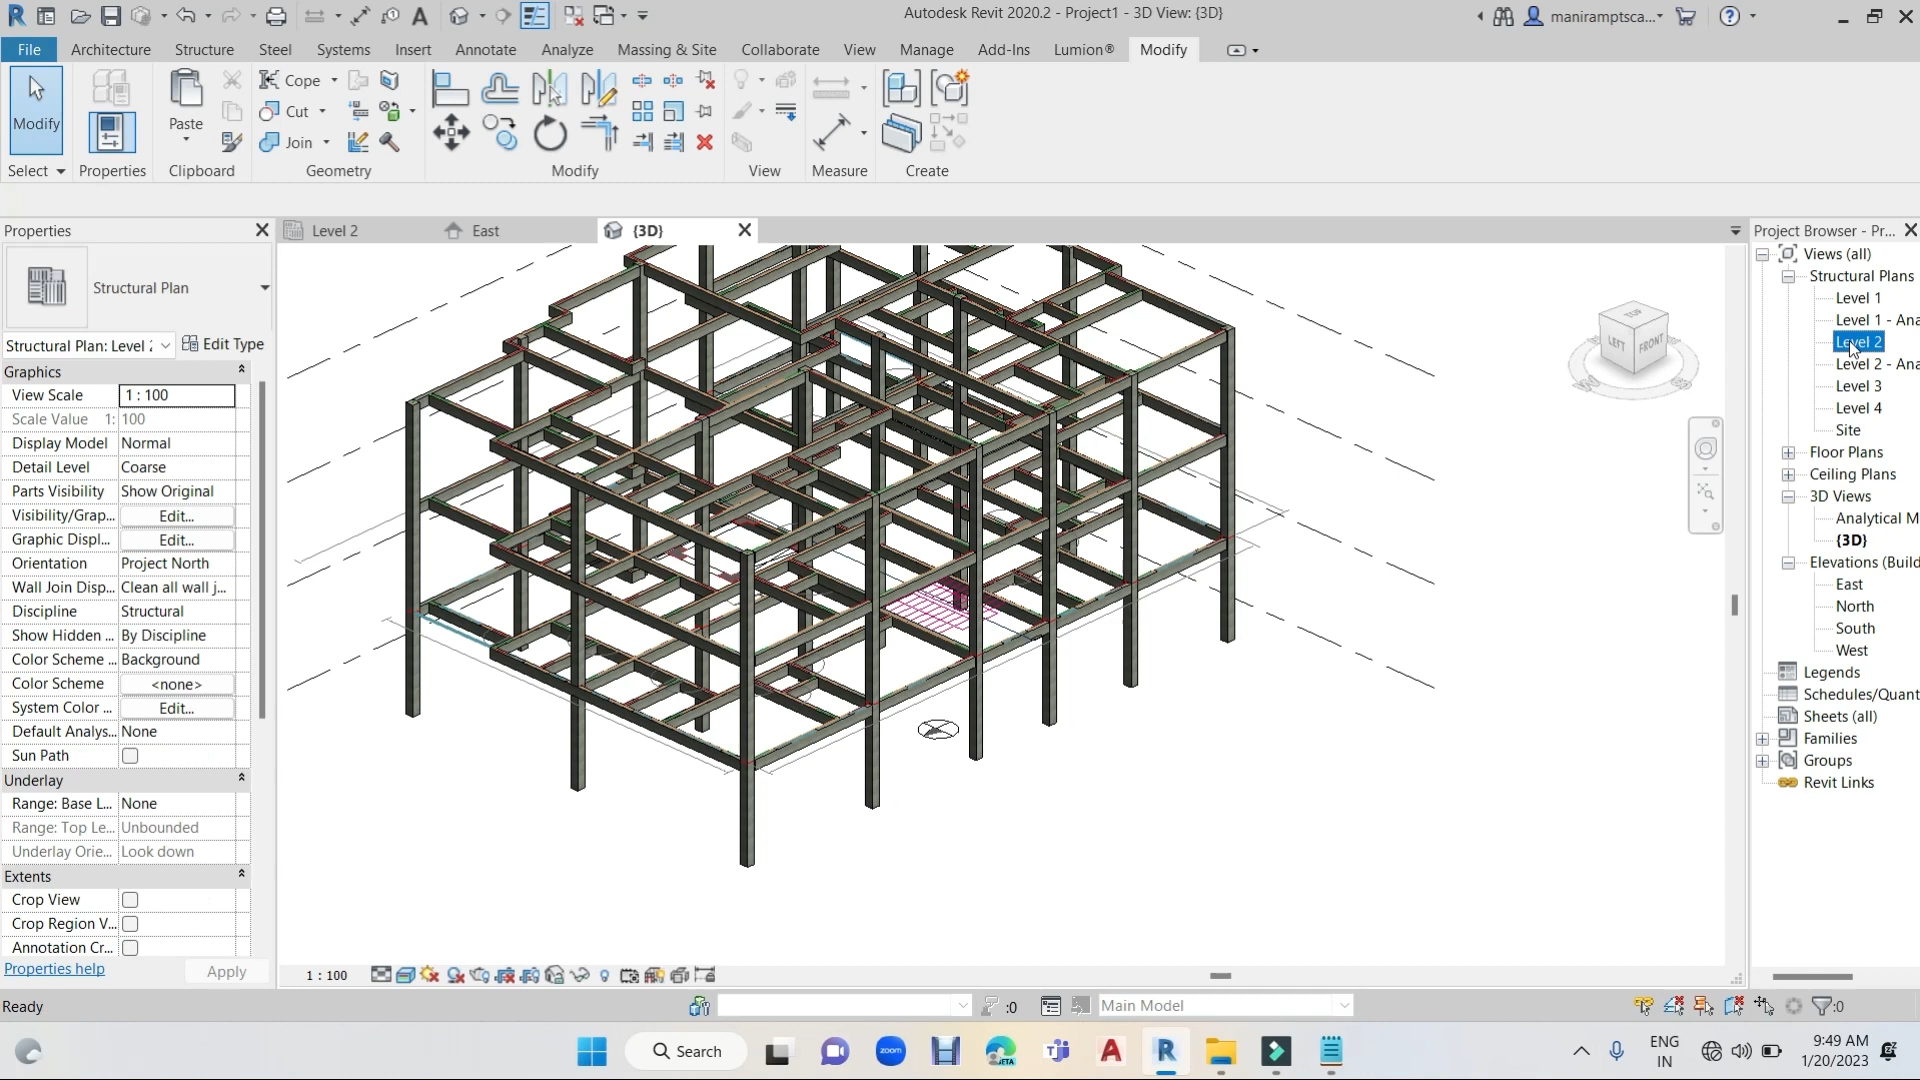 Autodesk Revit 2020.2 - Project1 - 3D View: {3D}
maniramptsca...
File Architecture Structure Steel Systems Insert Annotate Analyze Massing & Site Collaborate View Manage Add-Ins Lumion® Modify
Modify
Paste
Cope
Cut
Join
Select Properties Clipboard Geometry Modify View Measure Create
Properties
Level 2
East
{3D}
Project Browser - Pr...
Structural Plan
Structural Plan: Level 2
Edit Type
Graphics
View Scale 1 : 100
Scale Value 1: 100
Display Model Normal
Detail Level Coarse
Parts Visibility Show Original
Visibility/Grap... Edit...
Graphic Displ... Edit...
Orientation Project North
Wall Join Disp... Clean all wall j...
Discipline Structural
Show Hidden ... By Discipline
Color Scheme ... Background
Color Scheme <none>
System Color ... Edit...
Default Analys... None
Sun Path
Underlay
Range: Base L... None
Range: Top Le... Unbounded
Underlay Orie... Look down
Extents
Crop View
Crop Region V...
Annotation Cr...
Properties help
Apply
TOP
LEFT
FRONT
Views (all)
Structural Plans
Level 1
Level 1 - Ana
Level 2
Level 2 - Ana
Level 3
Level 4
Site
Floor Plans
Ceiling Plans
3D Views
Analytical M
{3D}
Elevations (Build
East
North
South
West
Legends
Schedules/Quant
Sheets (all)
Families
Groups
Revit Links
1 : 100
Ready
:0
Main Model
:0
Search
zoom
BETA
ENG
IN
9:49 AM
1/20/2023